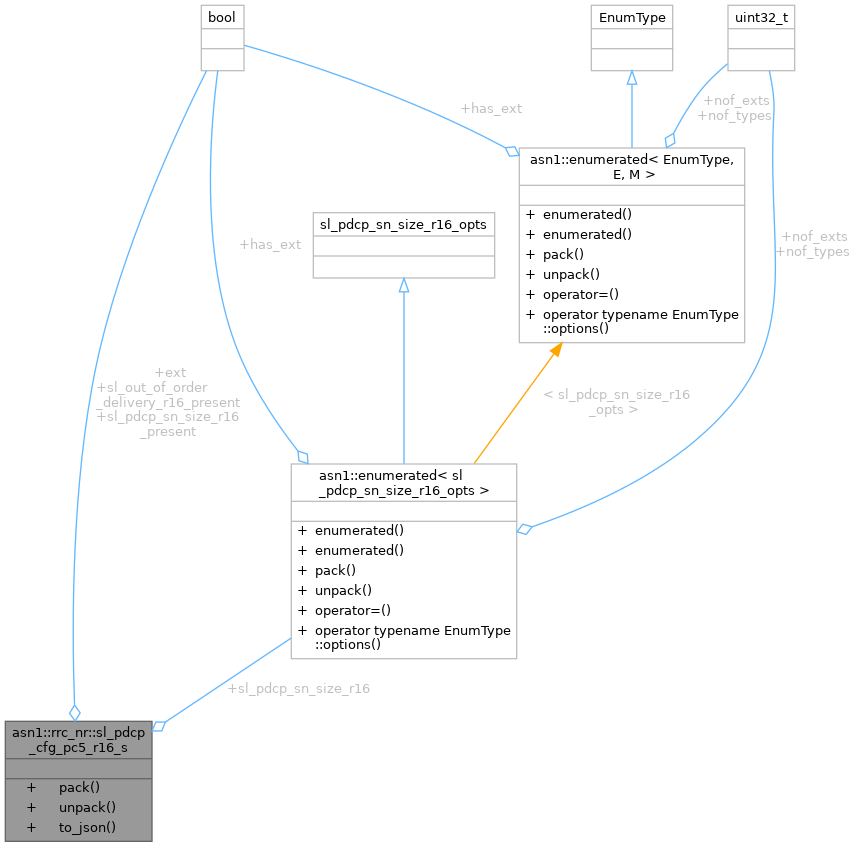 bool
EnumType
uint32_t
+has_ext
+nof_exts
+nof_types
asn1::enumerated< EnumType,
E, M >
+ enumerated()
+ enumerated()
+ pack()
+ unpack()
+ operator=()
+ operator typename EnumType
::options()
sl_pdcp_sn_size_r16_opts
+has_ext
+nof_exts
+nof_types
+ext
+sl_out_of_order
_delivery_r16_present
+sl_pdcp_sn_size_r16
_present
< sl_pdcp_sn_size_r16
_opts >
asn1::enumerated< sl
_pdcp_sn_size_r16_opts >
+ enumerated()
+ enumerated()
+ pack()
+ unpack()
+ operator=()
+ operator typename EnumType
::options()
+sl_pdcp_sn_size_r16
asn1::rrc_nr::sl_pdcp
_cfg_pc5_r16_s
+ pack()
+ unpack()
+ to_json()